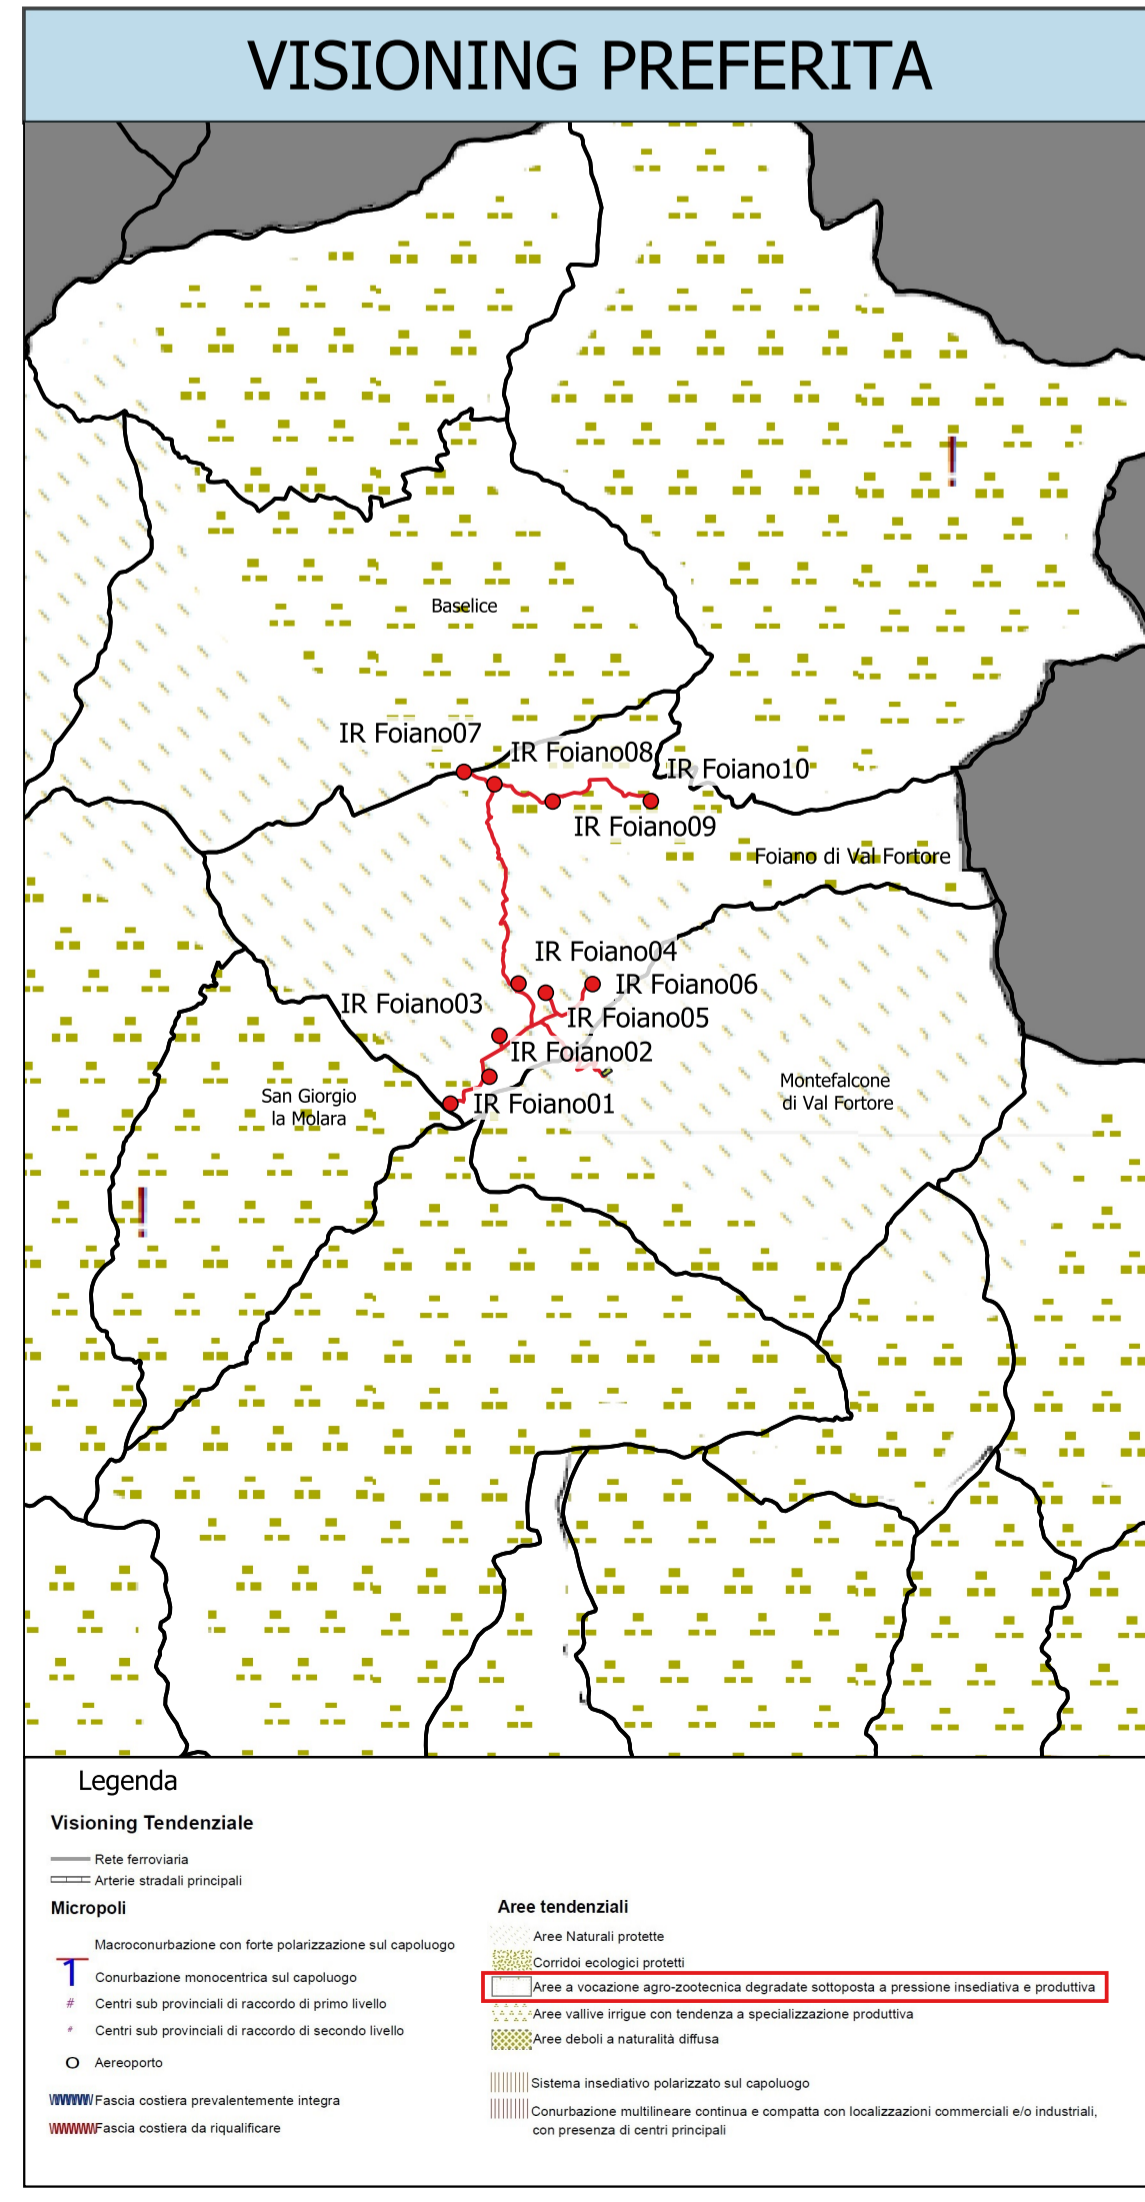 VISIONING PREFERITA
Baselice
IR Foiano07
IR Foiano08
IR Foiano10
IR Foiano09
Foiano di Val Fortore
IR Foiano04
IR Foiano06
IR Foiano03
IR Foiano05
IR Foiano02
San Giorgio
la Molara
Montefalcone
di Val Fortore
IR Foiano01
Legenda
Visioning Tendenziale
Rete ferroviaria
Arterie stradali principali
Micropoli
Macroconurbazione con forte polarizzazione sul capoluogo
1 Conurbazione monocentrica sul capoluogo
# Centri sub provinciali di raccordo di primo livello
# Centri sub provinciali di raccordo di secondo livello
O Aereoporto
Fascia costiera prevalentemente integra
Fascia costiera da riqualificare
Aree tendenziali
Aree Naturali protette
Corridoi ecologici protetti
Aree a vocazione agro-zootecnica degradate sottoposta a pressione insediativa e produttiva
Aree vallive irrigue con tendenza a specializzazione produttiva
Aree deboli a naturalità diffusa
Sistema insediativo polarizzato sul capoluogo
Conurbazione multilineare continua e compatta con localizzazioni commerciali e/o industriali,
con presenza di centri principali